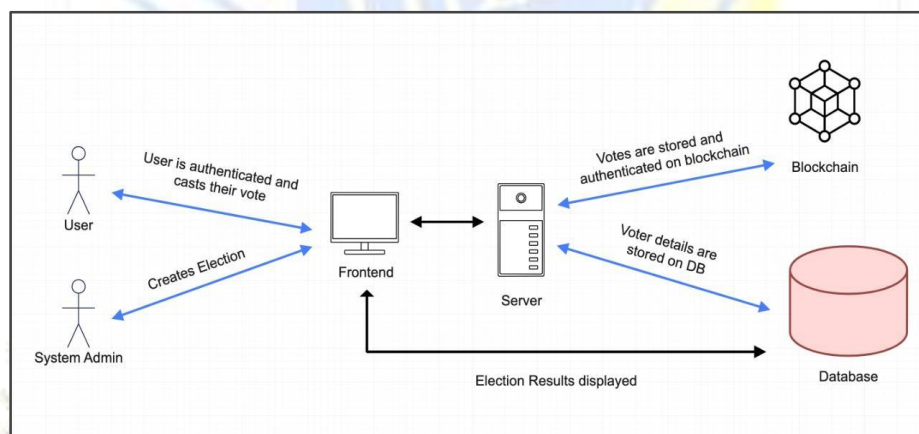 User is authenticated and
casts their vote
User
Creates Election
System Admin
Frontend
Server
Votes are stored and
authenticated on blockchain
Blockchain
Voter details are
stored on DB
Database
Election Results displayed